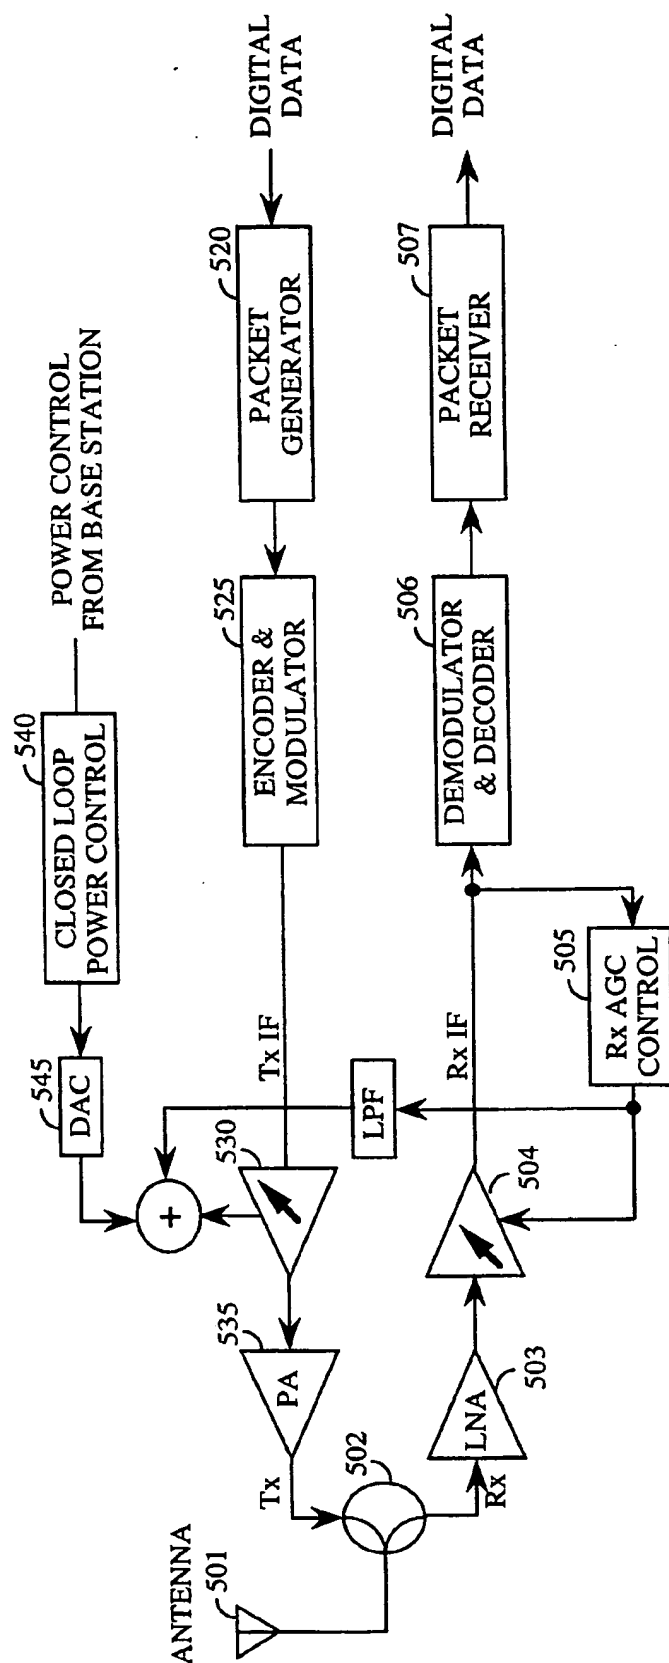 POWER CONTROL
FROM BASE STATION
540
CLOSED LOOP
POWER CONTROL
545
DAC
+
ANTENNA
501
502
Tx
535
PA
530
Tx IF
525
ENCODER &
MODULATOR
520
PACKET
GENERATOR
DIGITAL
DATA
LPF
Rx
LNA
503
504
Rx IF
Rx AGC
CONTROL
505
506
DEMODULATOR
& DECODER
507
PACKET
RECEIVER
DIGITAL
DATA